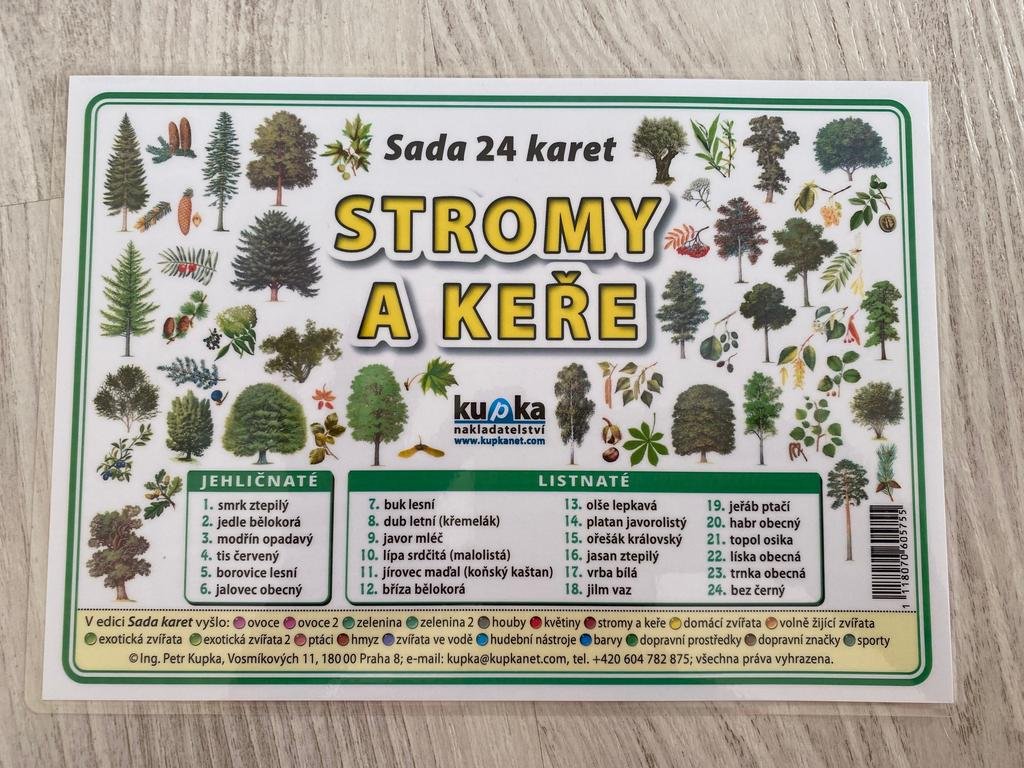 Sada 24 karet
STROMY
A KEŘE
kupka
nakladatelství
www.kupkanet.com
JEHLIČNATÉ
1. smrk ztepilý
2. jedle bělokorá
3. modřín opadavý
4. tis červený
5. borovice lesní
6. jalovec obecný
LISTNATÉ
7. buk lesní
8. dub letní (křemelák)
9. javor mléč
10. lípa srdčitá (malolistá)
11. jírovec maďal (koňský kaštan)
12. bříza bělokorá
13. olše lepkavá
14. platan javorolistý
15. ořešák královský
16. jasan ztepilý
17. vrba bílá
18. jilm vaz
19. jeřáb ptačí
20. habr obecný
21. topol osika
22. líska obecná
23. trnka obecná
24. bez černý
1 118070 605755
V edici Sada karet vyšlo: ovoce ovoce 2 zelenina zelenina 2 houby květiny stromy a keře domácí zvířata volně žijící zvířata
exotická zvířata exotická zvířata 2 ptáci hmyz zvířata ve vodě hudební nástroje barvy dopravní prostředky dopravní značky sporty
©Ing. Petr Kupka, Vosmíkových 11, 180 00 Praha 8; e-mail: kupka@kupkanet.com, tel. +420 604 782 875; všechna práva vyhrazena.